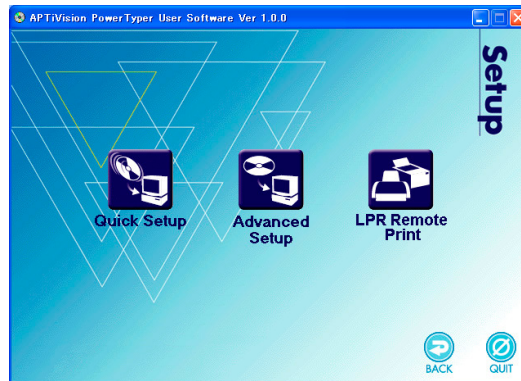 APTiVision PowerTyper User Software Ver 1.0.0
Setup
Quick Setup
Advanced
Setup
LPR Remote
Print
BACK
QUIT